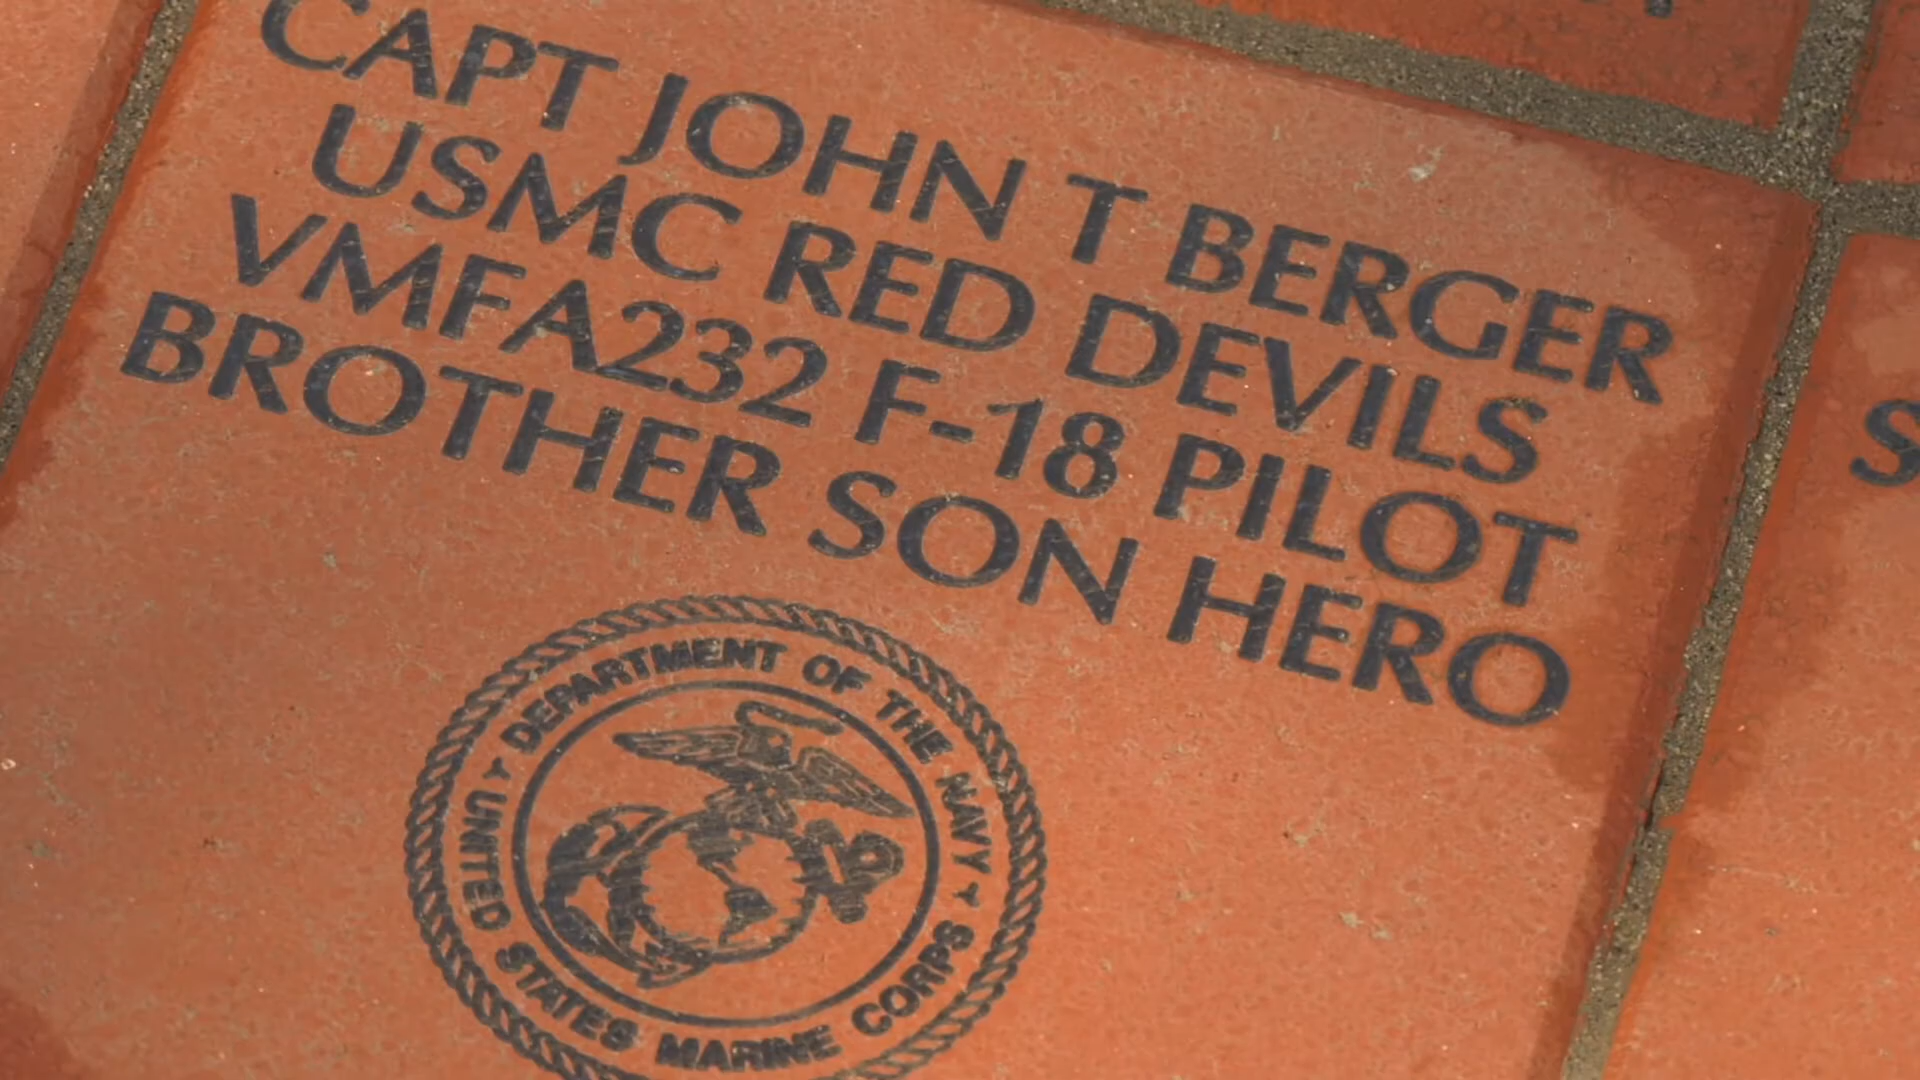 CAPT JOHN T BERGER
USMC RED DEVILS
VMFA232 F-18 PILOT
BROTHER SON HERO
DEPARTMENT OF THE NAVY
UNITED STATES MARINE CORPS
S